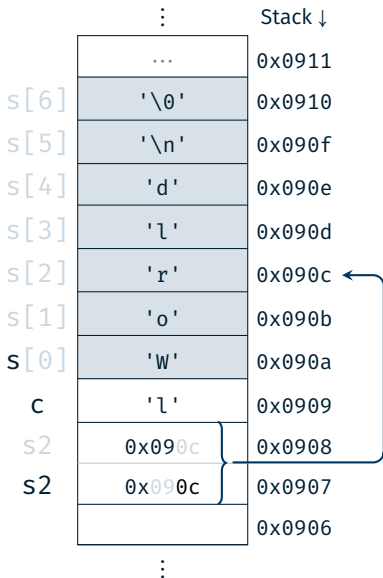 ⋮ Stack ↓
... 0x0911
s[6] '\0' 0x0910
s[5] '\n' 0x090f
s[4] 'd' 0x090e
s[3] 'l' 0x090d
s[2] 'r' 0x090c
s[1] 'o' 0x090b
s[0] 'W' 0x090a
c 'l' 0x0909
s2 0x090c 0x0908
s2 0x090c 0x0907
0x0906
⋮